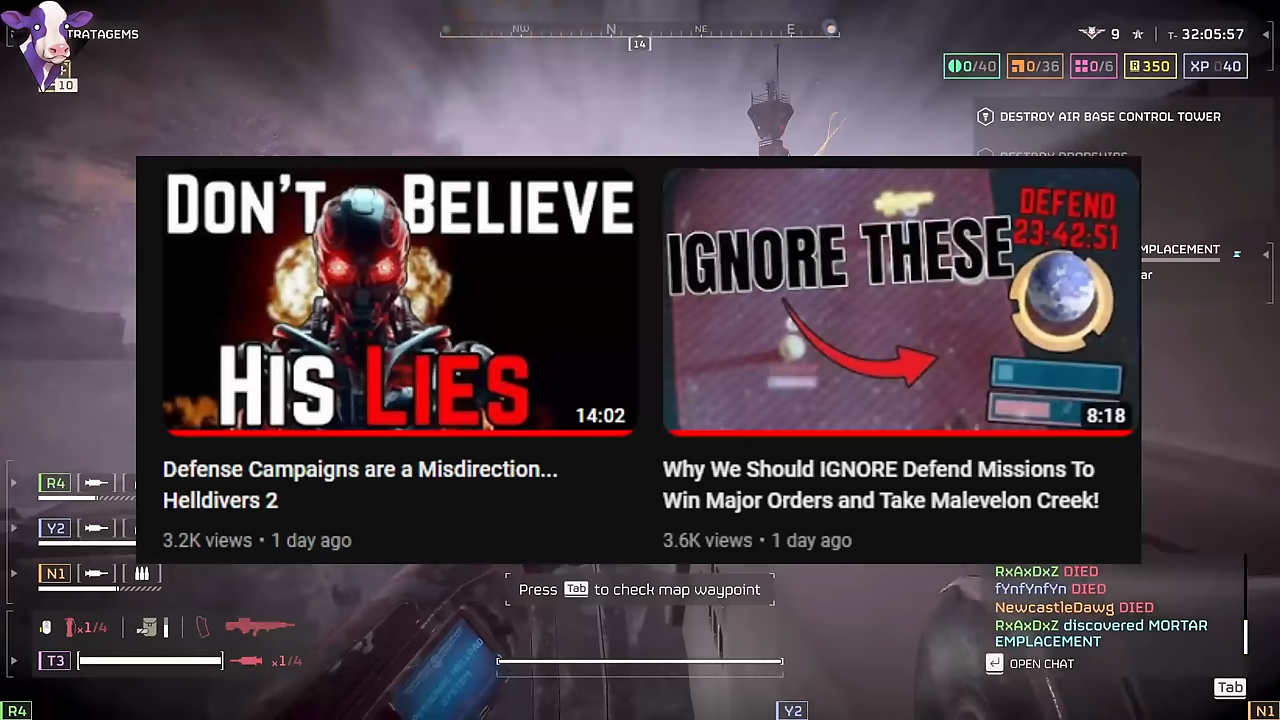 TRATAGEMS
10
NW N NE E
14
9 T- 32:05:57
0/40 0/36 0/6 R 350 XP 040
DESTROY AIR BASE CONTROL TOWER
DESTROY DROPSHIPS
MPLACEMENT
ar
DON'T BELIEVE
HIS LIES
14:02
IGNORE THESE
DEFEND
23:42:51
8:18
Defense Campaigns are a Misdirection...
Helldivers 2
3.2K views • 1 day ago
Why We Should IGNORE Defend Missions To
Win Major Orders and Take Malevelon Creek!
3.6K views • 1 day ago
R4
Y2
N1
x1/4
T3 x1/4
Press Tab to check map waypoint
RxAxDxZ DIED
fYnfYnfYn DIED
NewcastleDawg DIED
RxAxDxZ discovered MORTAR
EMPLACEMENT
OPEN CHAT
Tab
R4 Y2 N1